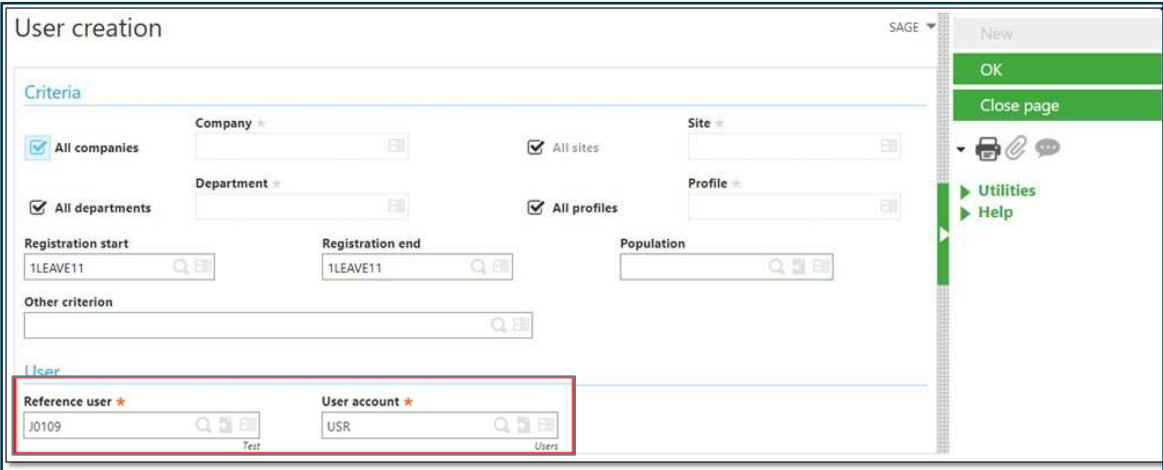 User creation
SAGE
New
OK
Close page
Utilities
Help
Criteria
Company *
Site *
All companies
All sites
Department *
Profile *
All departments
All profiles
Registration start
Registration end
Population
1LEAVE11
1LEAVE11
Other criterion
User
Reference user *
User account *
J0109
USR
Test
Users